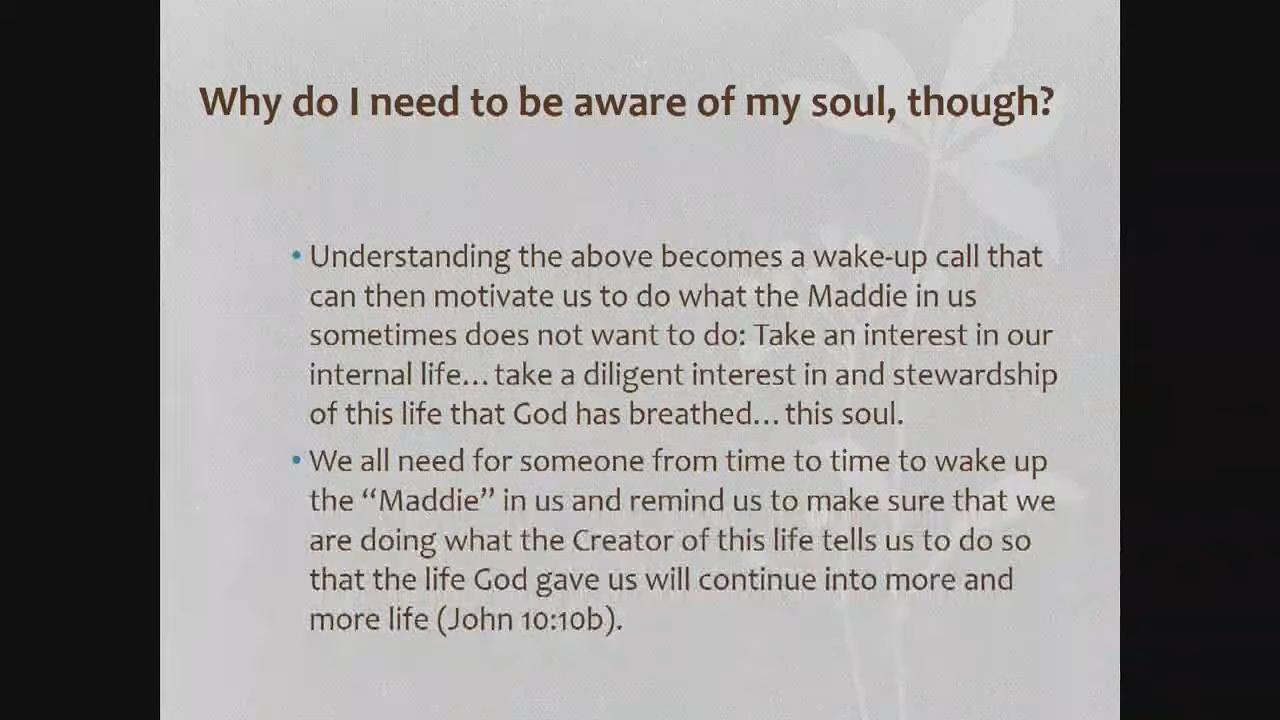 Why do I need to be aware of my soul, though?
• Understanding the above becomes a wake-up call that
can then motivate us to do what the Maddie in us
sometimes does not want to do: Take an interest in our
internal life… take a diligent interest in and stewardship
of this life that God has breathed… this soul.
• We all need for someone from time to time to wake up
the “Maddie” in us and remind us to make sure that we
are doing what the Creator of this life tells us to do so
that the life God gave us will continue into more and
more life (John 10:10b).